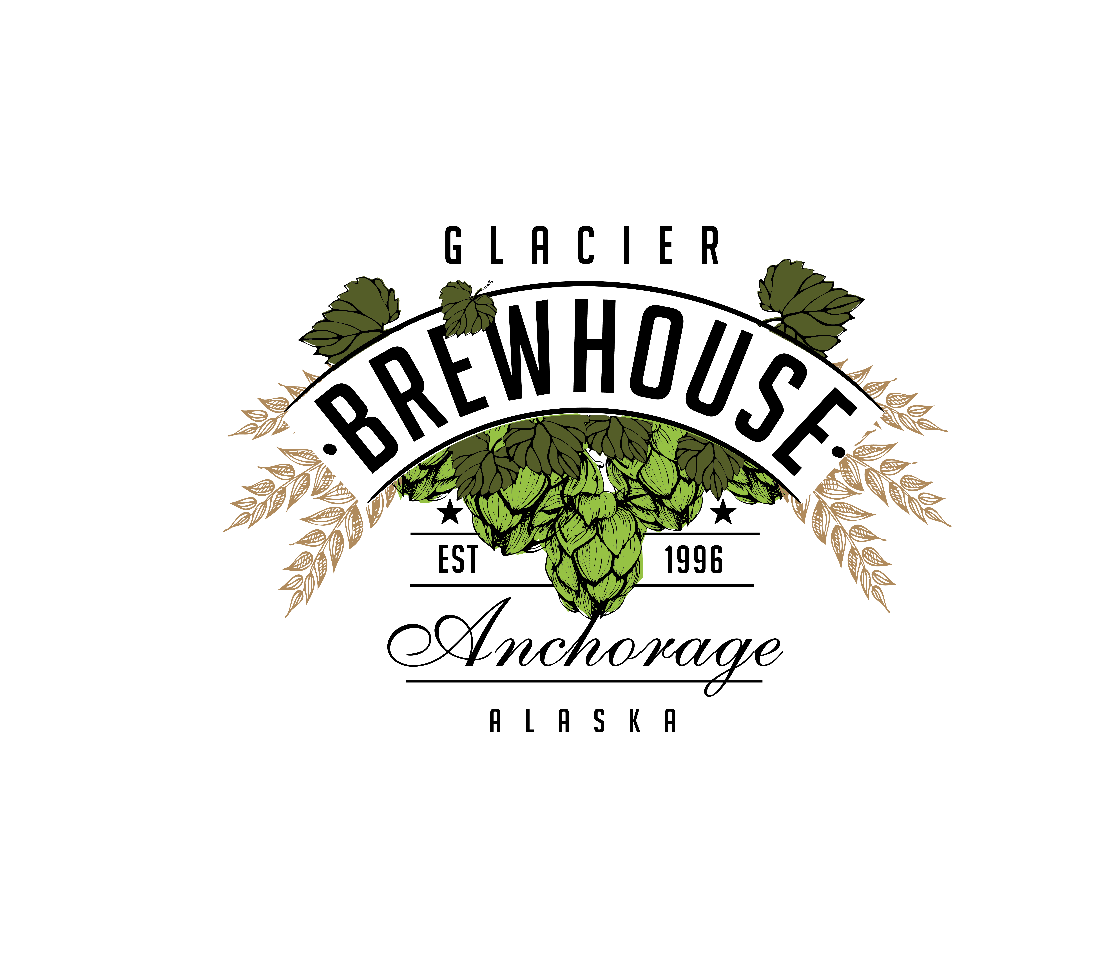 GLACIER
·BREWHOUSE·
EST 1996
Anchorage
ALASKA